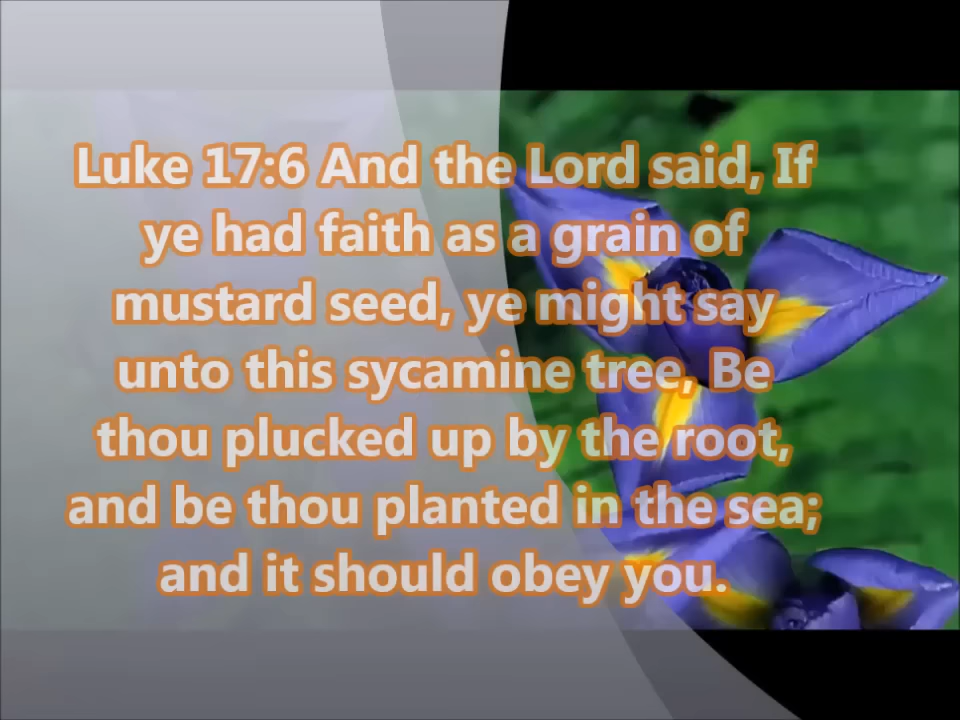 Luke 17:6 And the Lord said, If
ye had faith as a grain of
mustard seed, ye might say
unto this sycamine tree, Be
thou plucked up by the root,
and be thou planted in the sea;
and it should obey you.